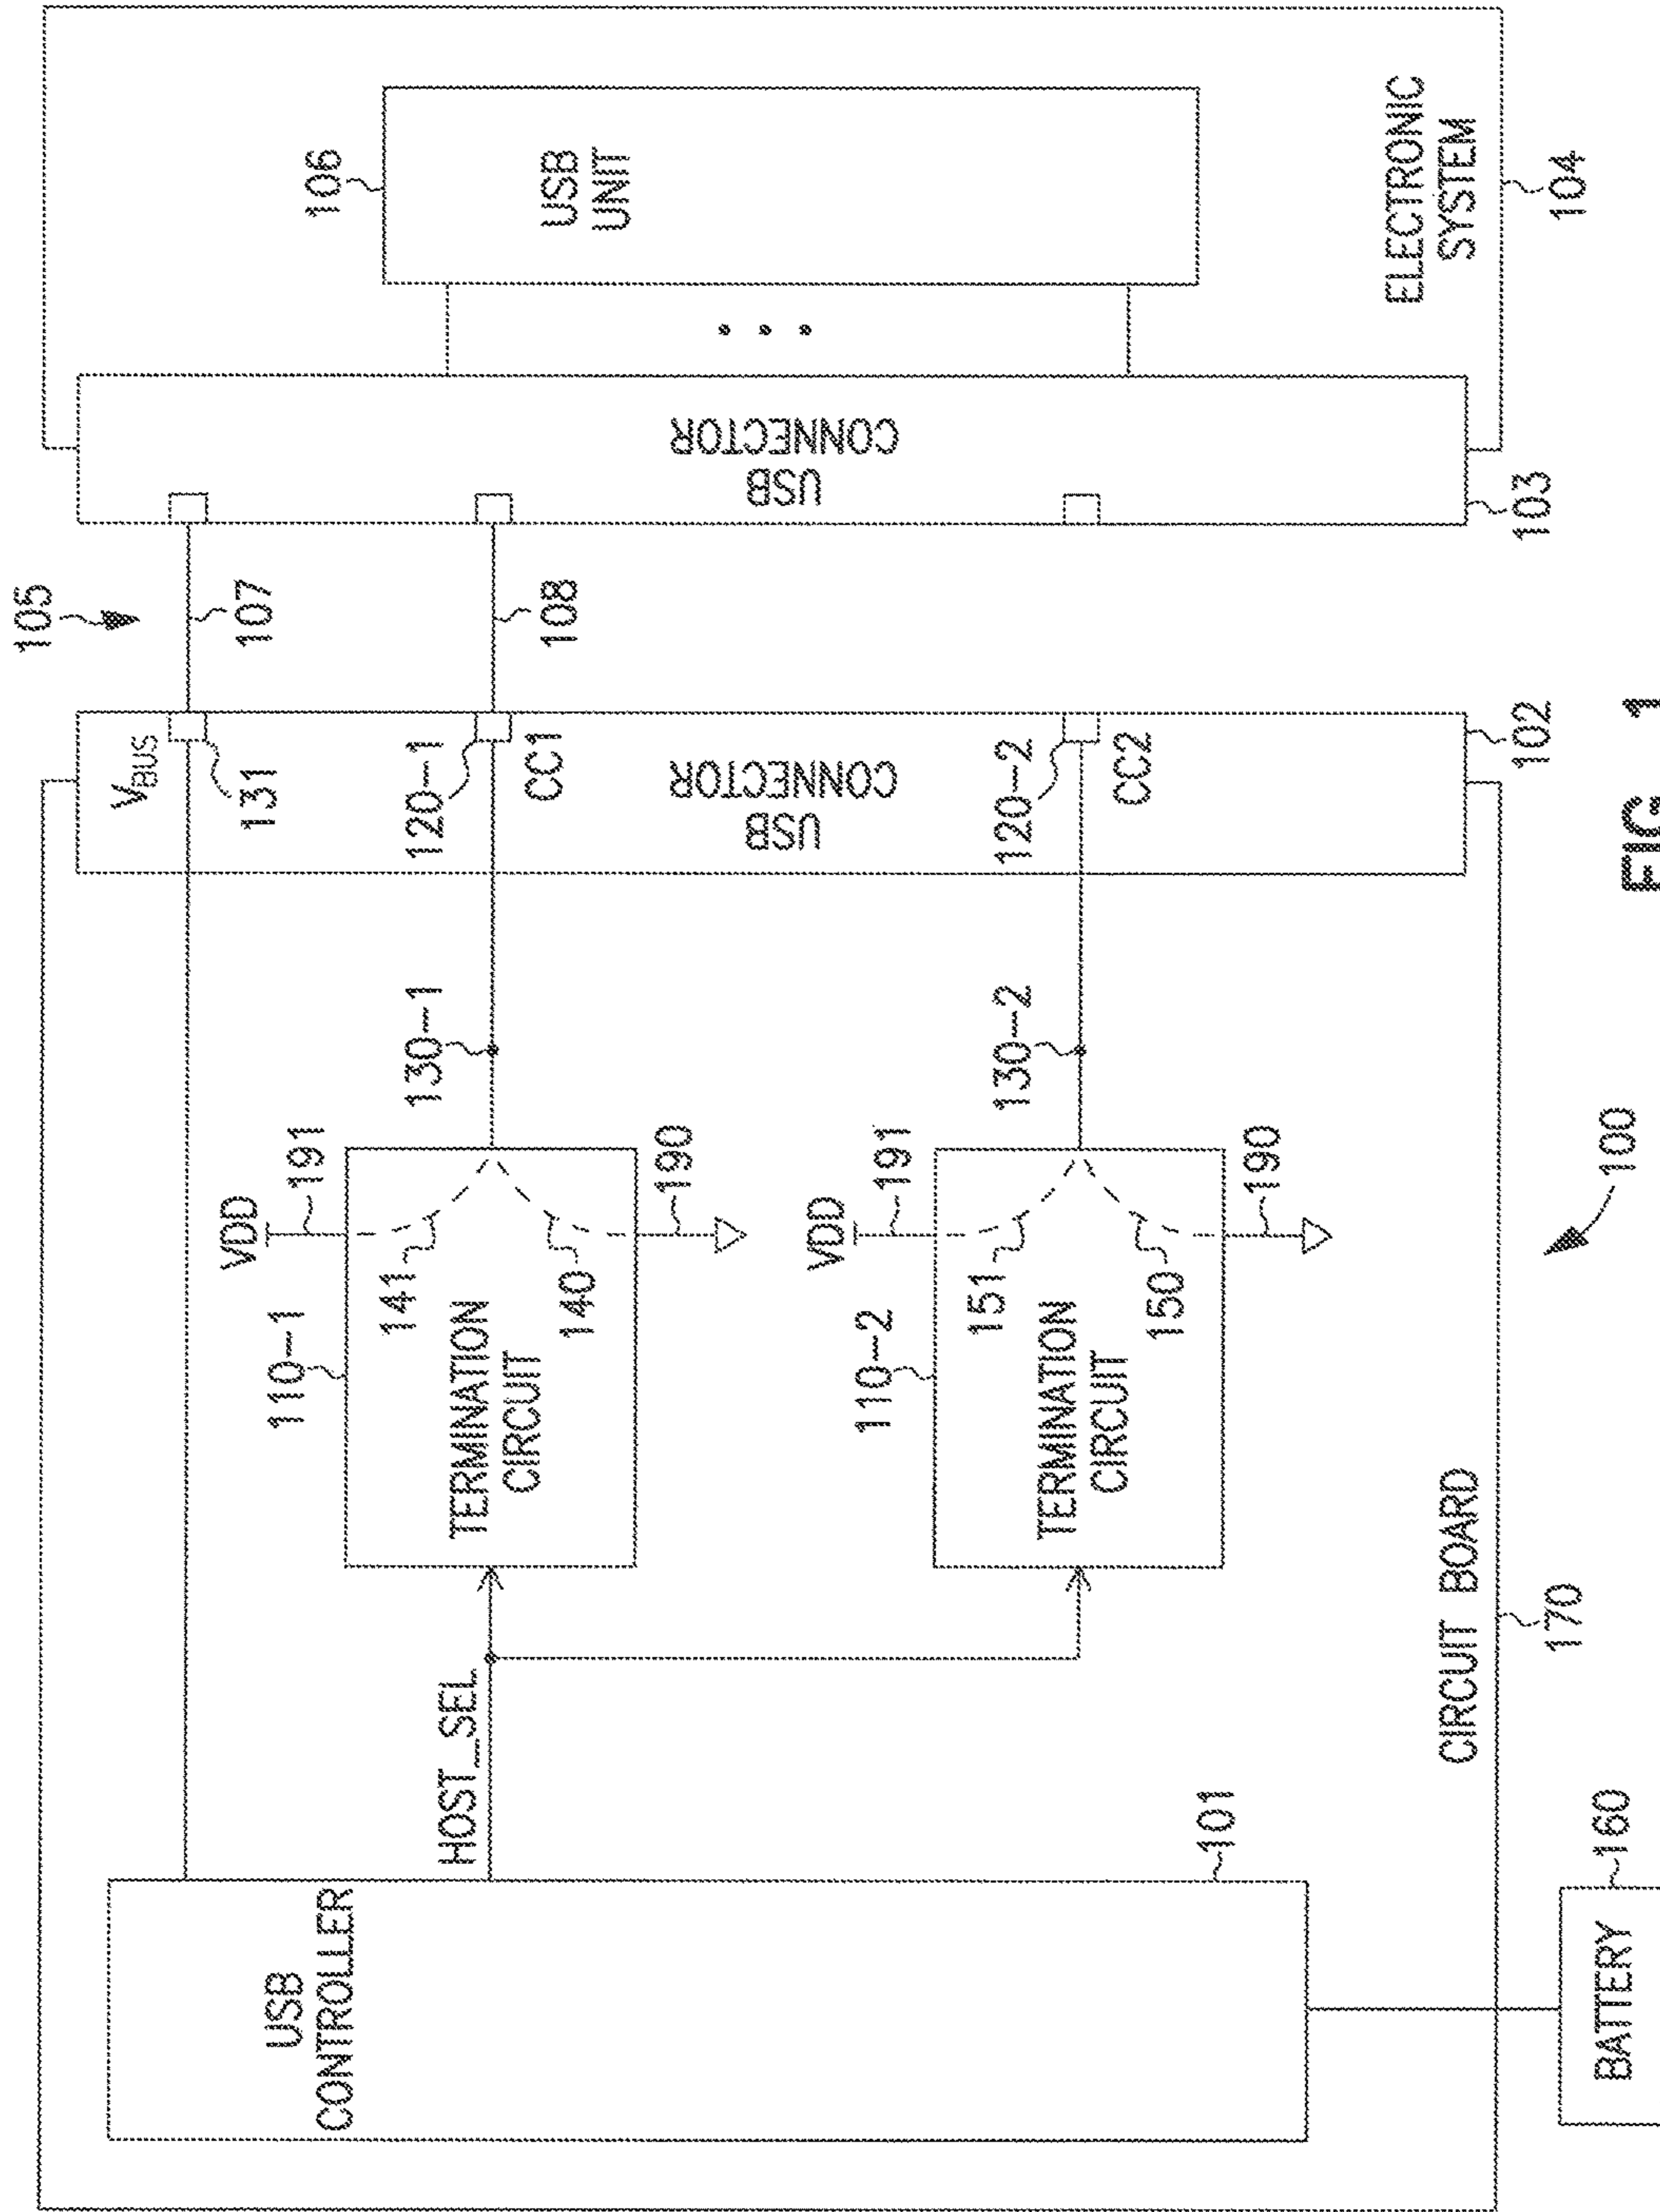 105
107
108
106
USB
UNIT
USB
CONNECTOR
103
ELECTRONIC
SYSTEM
104
VBUS
131
120-1
CC1
USB
CONNECTOR
120-2
CC2
102
130-1
130-2
VDD
191
141
140
190
110-1
TERMINATION
CIRCUIT
VDD
191
151
150
190
110-2
TERMINATION
CIRCUIT
HOST_SEL
USB
CONTROLLER
101
CIRCUIT BOARD
170
100
BATTERY
160
FIG. 1